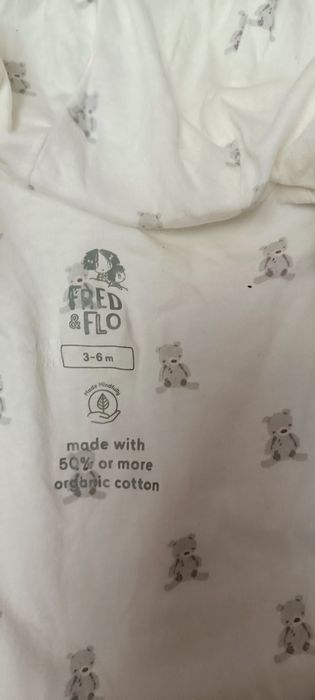 FRED
& FLO
3-6 m
Made Mindfully
made with
50% or more
organic cotton